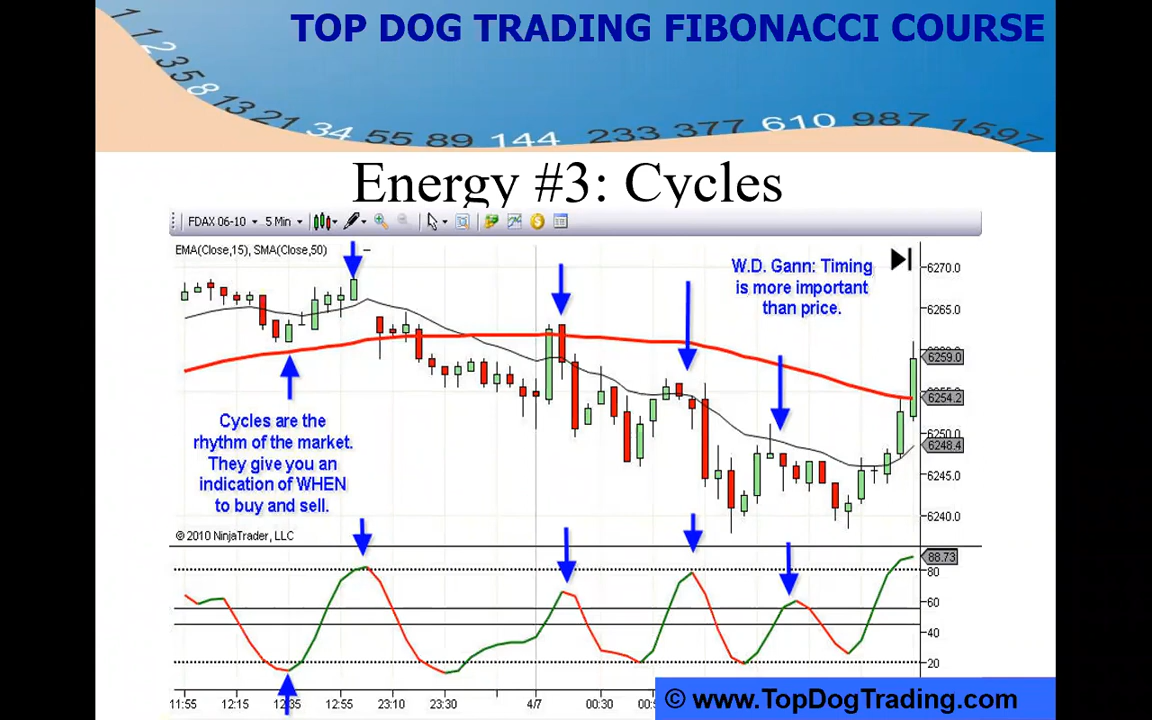 TOP DOG TRADING FIBONACCI COURSE
1 1 2 3 5 8 13 21 34 55 89 144 233 377 610 987 1597
Energy #3: Cycles
FDAX 06-10 5 Min
EMA(Close,15), SMA(Close,50)
W.D. Gann: Timing
is more important
than price.
Cycles are the
rhythm of the market.
They give you an
indication of WHEN
to buy and sell.
6270.0
6265.0
6259.0
6254.2
6250.0
6248.4
6245.0
6240.0
© 2010 NinjaTrader, LLC
88.73
80
60
40
20
11:55 12:15 12:35 12:55 23:10 23:30 4/7 00:30
© www.TopDogTrading.com